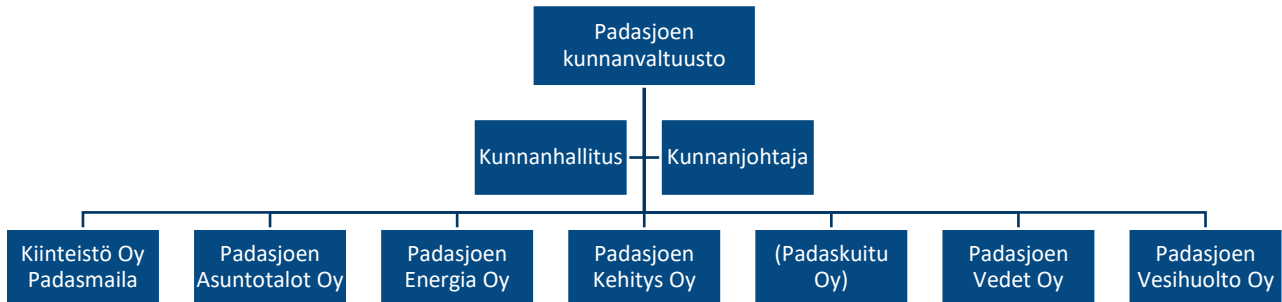 Padasjoen
kunnanvaltuusto
Kunnanhallitus
Kunnanjohtaja
Kiinteistö Oy
Padasmaila
Padasjoen
Asuntotalot Oy
Padasjoen
Energia Oy
Padasjoen
Kehitys Oy
(Padaskuitu
Oy)
Padasjoen
Vedet Oy
Padasjoen
Vesihuolto Oy